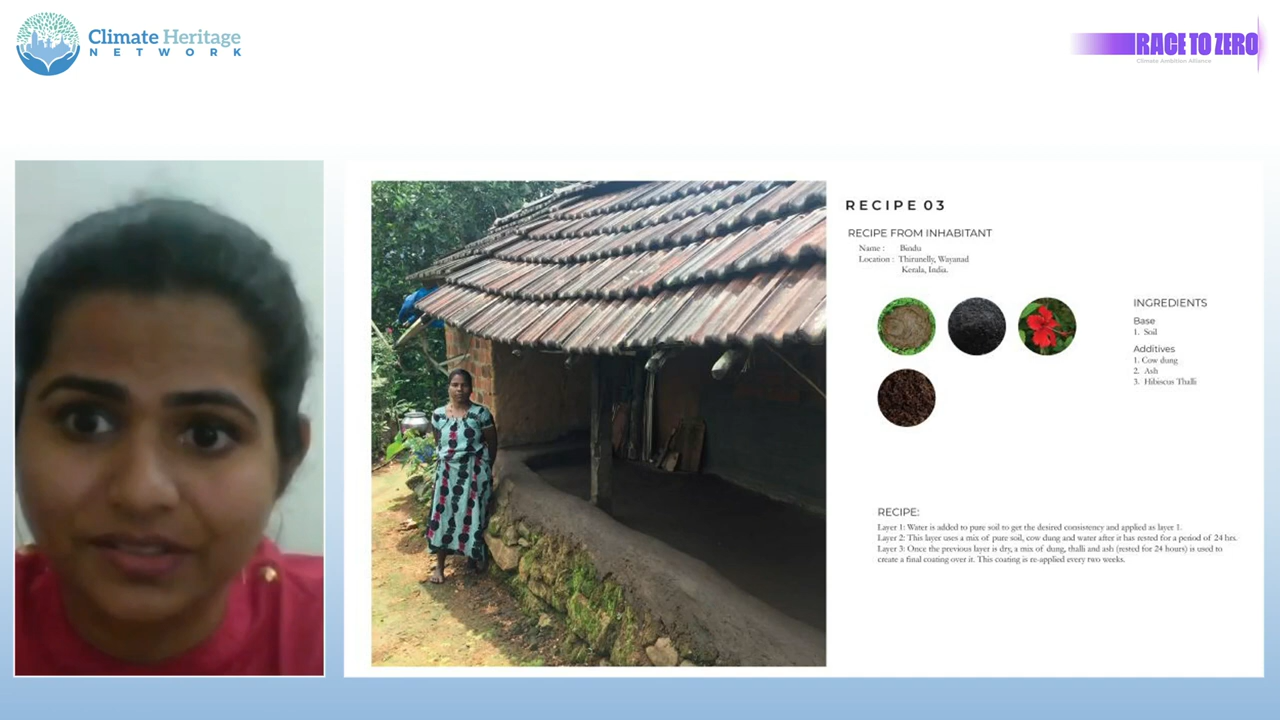 Climate Heritage
NETWORK
RACE TO ZERO
Climate Ambition Alliance
RECIPE 03
RECIPE FROM INHABITANT
Name : Bindu
Location : Thirunelly, Wayanad
Kerala, India.
INGREDIENTS
Base
1. Soil
Additives
1. Cow dung
2. Ash
3. Hibiscus Thalli
RECIPE:
Layer 1: Water is added to pure soil to get the desired consistency and applied as layer 1.
Layer 2: This layer uses a mix of pure soil, cow dung and water after it has rested for a period of 24 hrs.
Layer 3: Once the previous layer is dry, a mix of dung, thalli and ash (rested for 24 hours) is used to
create a final coating over it. This coating is re-applied every two weeks.